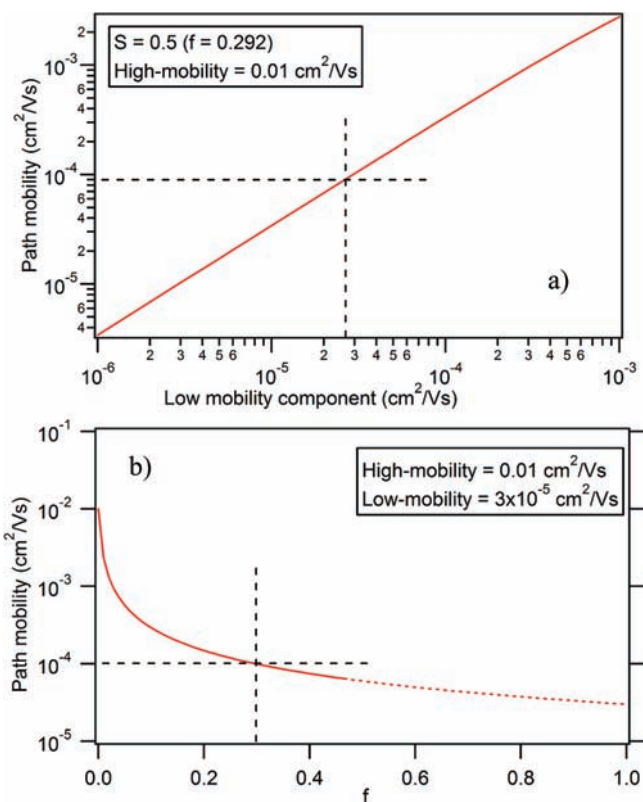 S = 0.5 (f = 0.292)
High-mobility = 0.01 cm²/Vs
Path mobility (cm²/Vs)
2
10⁻³
6
4
2
10⁻⁴
6
4
2
10⁻⁵
6
4
a)
10⁻⁶ 2 3 4 5 6 10⁻⁵ 2 3 4 5 6 10⁻⁴ 2 3 4 5 6 10⁻³
Low mobility component (cm²/Vs)
b)
High-mobility = 0.01 cm²/Vs
Low-mobility = 3x10⁻⁵ cm²/Vs
Path mobility (cm²/Vs)
10⁻¹
10⁻²
10⁻³
10⁻⁴
10⁻⁵
0.0 0.2 0.4 0.6 0.8 1.0
f